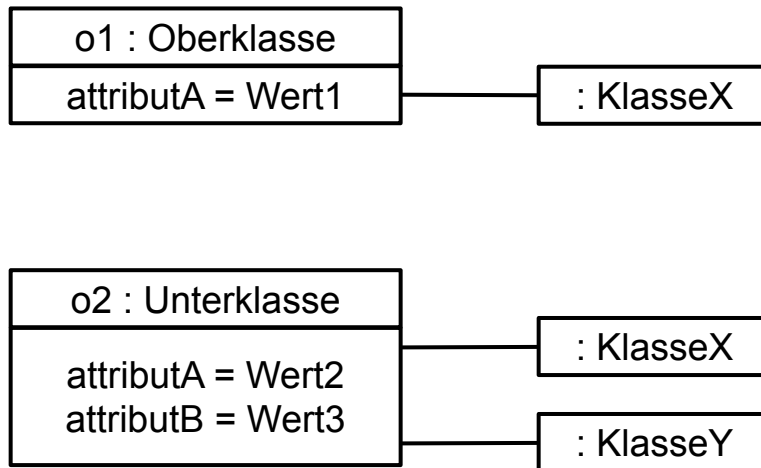 o1 : Oberklasse
attributA = Wert1
: KlasseX
o2 : Unterklasse
attributA = Wert2
attributB = Wert3
: KlasseX
: KlasseY